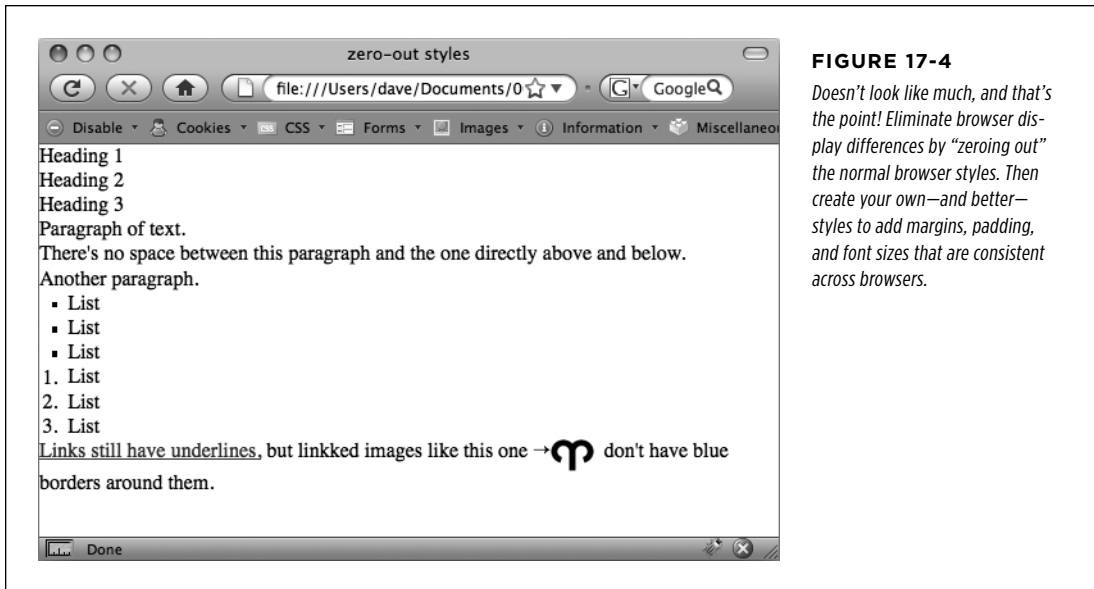 zero-out styles
file:///Users/dave/Documents/0
G
Google
Disable Cookies CSS Forms Images Information Miscellaneou
Heading 1
Heading 2
Heading 3
Paragraph of text.
There's no space between this paragraph and the one directly above and below.
Another paragraph.
▪ List
▪ List
▪ List
1. List
2. List
3. List
Links still have underlines, but linkked images like this one → don't have blue
borders around them.
Done
FIGURE 17-4
Doesn’t look like much, and that’s
the point! Eliminate browser dis-
play differences by “zeroing out”
the normal browser styles. Then
create your own—and better—
styles to add margins, padding,
and font sizes that are consistent
across browsers.